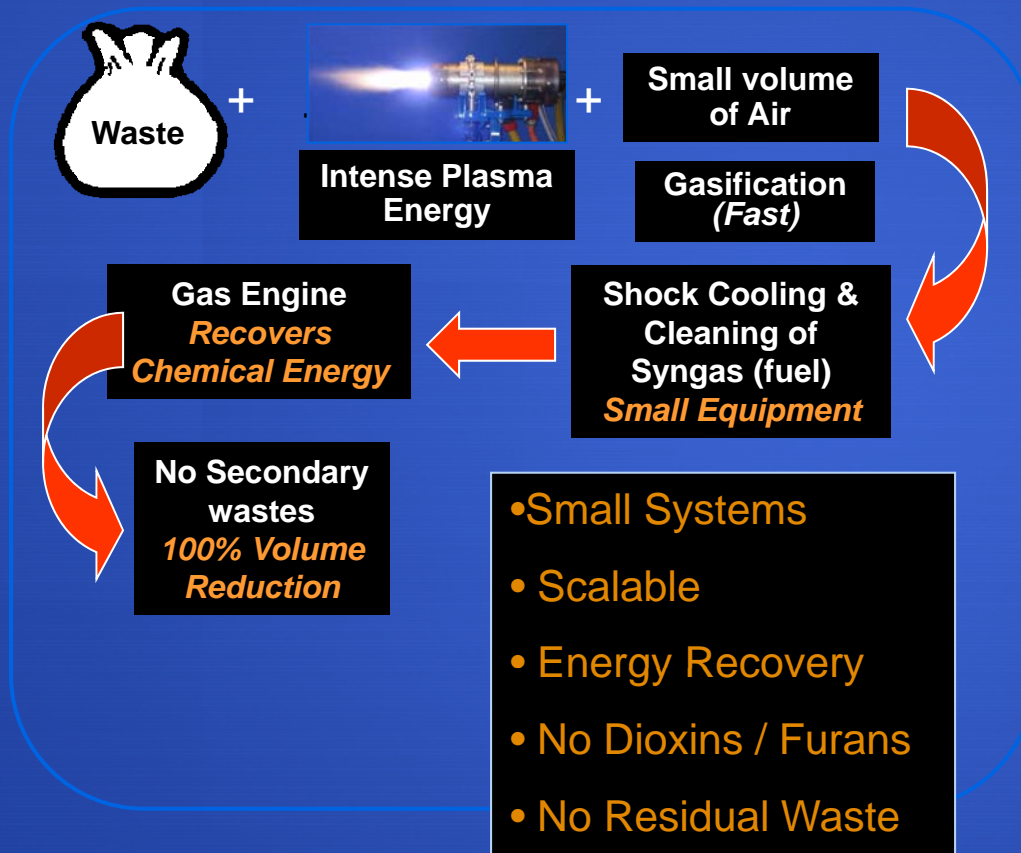 Waste
+
+
Small volume
of Air
Intense Plasma
Energy
Gasification
(Fast)
Shock Cooling &
Cleaning of
Syngas (fuel)
Small Equipment
Gas Engine
Recovers
Chemical Energy
No Secondary
wastes
100% Volume
Reduction
•Small Systems
• Scalable
• Energy Recovery
• No Dioxins / Furans
• No Residual Waste